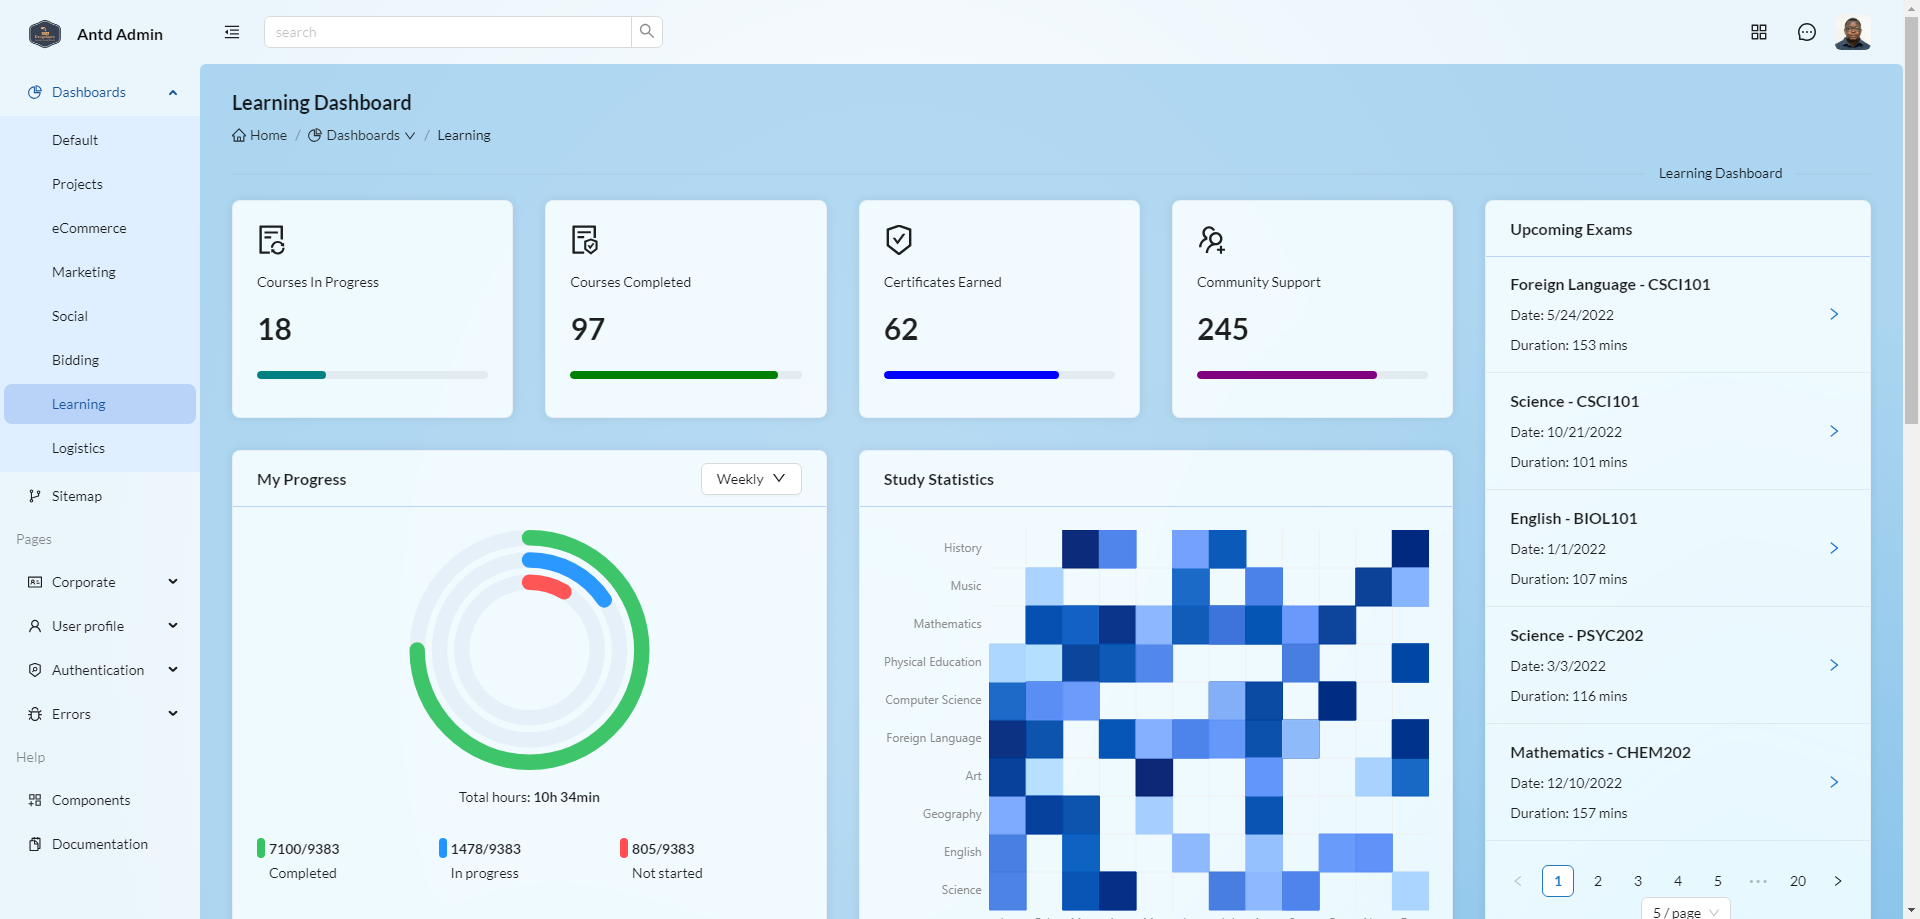 Antd Admin
search
Dashboards
Default
Projects
eCommerce
Marketing
Social
Bidding
Learning
Logistics
Sitemap
Pages
Corporate
User profile
Authentication
Errors
Help
Components
Documentation
Learning Dashboard
Home / Dashboards / Learning
Learning Dashboard
Courses In Progress
18
Courses Completed
97
Certificates Earned
62
Community Support
245
My Progress
Weekly
Total hours: 10h 34min
7100/9383
Completed
1478/9383
In progress
805/9383
Not started
Study Statistics
History
Music
Mathematics
Physical Education
Computer Science
Foreign Language
Art
Geography
English
Science
Upcoming Exams
Foreign Language - CSCI101
Date: 5/24/2022
Duration: 153 mins
Science - CSCI101
Date: 10/21/2022
Duration: 101 mins
English - BIOL101
Date: 1/1/2022
Duration: 107 mins
Science - PSYC202
Date: 3/3/2022
Duration: 116 mins
Mathematics - CHEM202
Date: 12/10/2022
Duration: 157 mins
1 2 3 4 5 ••• 20
5 / page